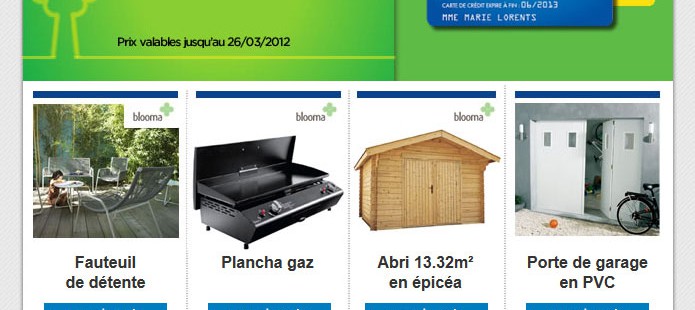 CARTE DE CRÉDIT EXPIRE À FIN : 06/2013
MME MARIE LORENTS
Prix valables jusqu'au 26/03/2012
blooma
blooma
blooma
Fauteuil
de détente
Plancha gaz
Abri 13.32m²
en épicéa
Porte de garage
en PVC